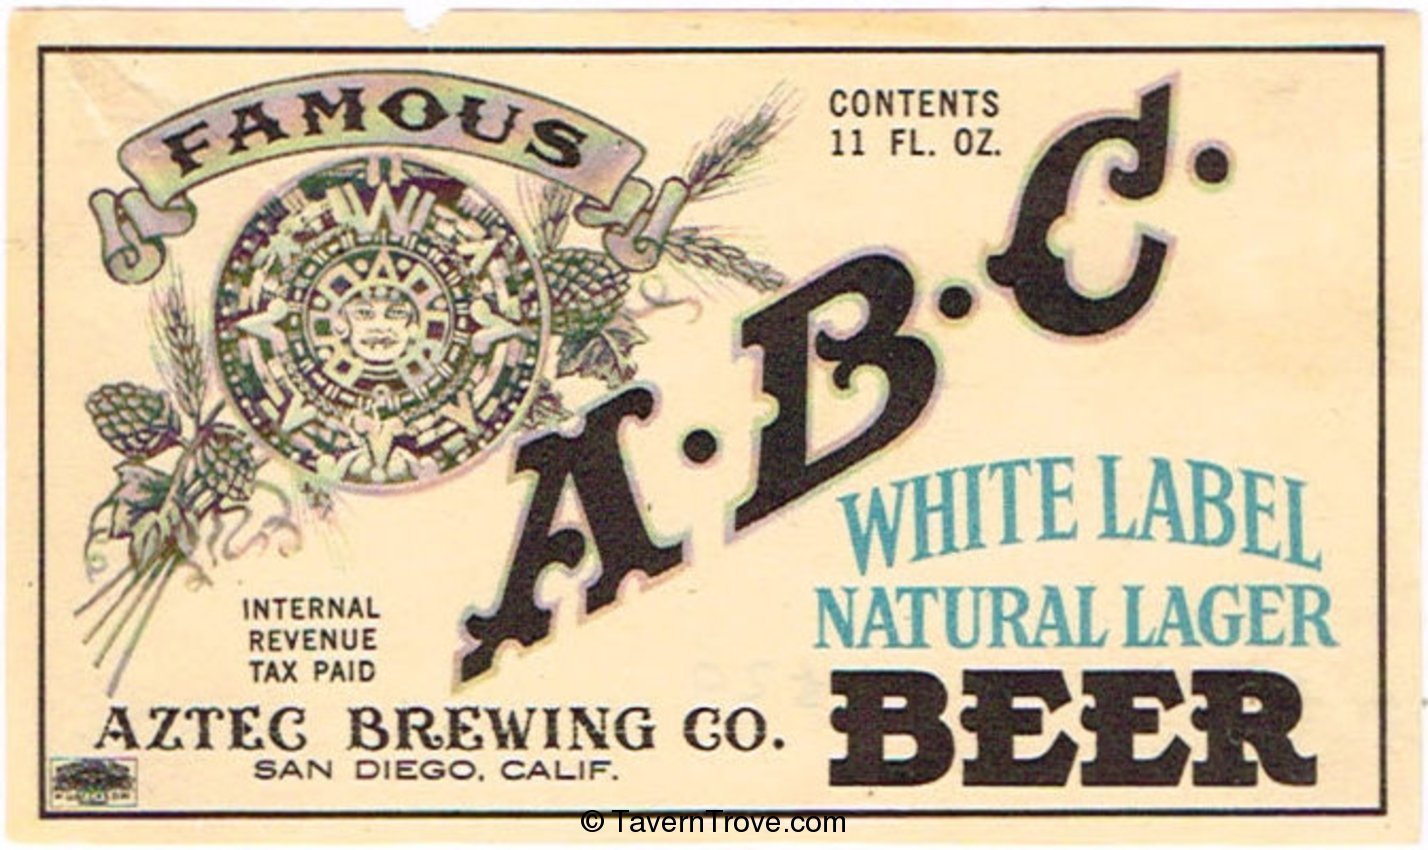 FAMOUS
CONTENTS
11 FL. OZ.
A·B·C·
WHITE LABEL
NATURAL LAGER
BEER
INTERNAL
REVENUE
TAX PAID
AZTEC BREWING CO.
SAN DIEGO, CALIF.
© TavernTrove.com